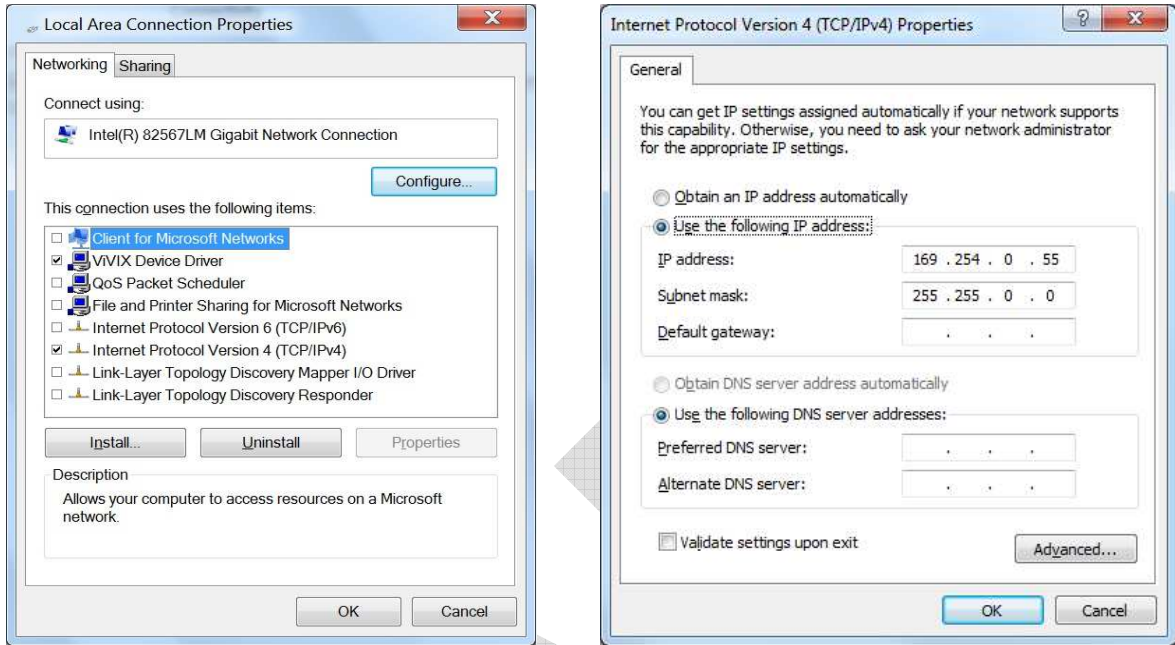 Local Area Connection Properties
Networking
Sharing
Connect using:
Intel(R) 82567LM Gigabit Network Connection
Configure...
This connection uses the following items:
Client for Microsoft Networks
ViVIX Device Driver
QoS Packet Scheduler
File and Printer Sharing for Microsoft Networks
Internet Protocol Version 6 (TCP/IPv6)
Internet Protocol Version 4 (TCP/IPv4)
Link-Layer Topology Discovery Mapper I/O Driver
Link-Layer Topology Discovery Responder
Install...
Uninstall
Properties
Description
Allows your computer to access resources on a Microsoft
network.
OK
Cancel
Internet Protocol Version 4 (TCP/IPv4) Properties
General
You can get IP settings assigned automatically if your network supports
this capability. Otherwise, you need to ask your network administrator
for the appropriate IP settings.
Obtain an IP address automatically
Use the following IP address:
IP address: 169 . 254 . 0 . 55
Subnet mask: 255 . 255 . 0 . 0
Default gateway: . . .
Obtain DNS server address automatically
Use the following DNS server addresses:
Preferred DNS server: . . .
Alternate DNS server: . . .
Validate settings upon exit
Advanced...
OK
Cancel